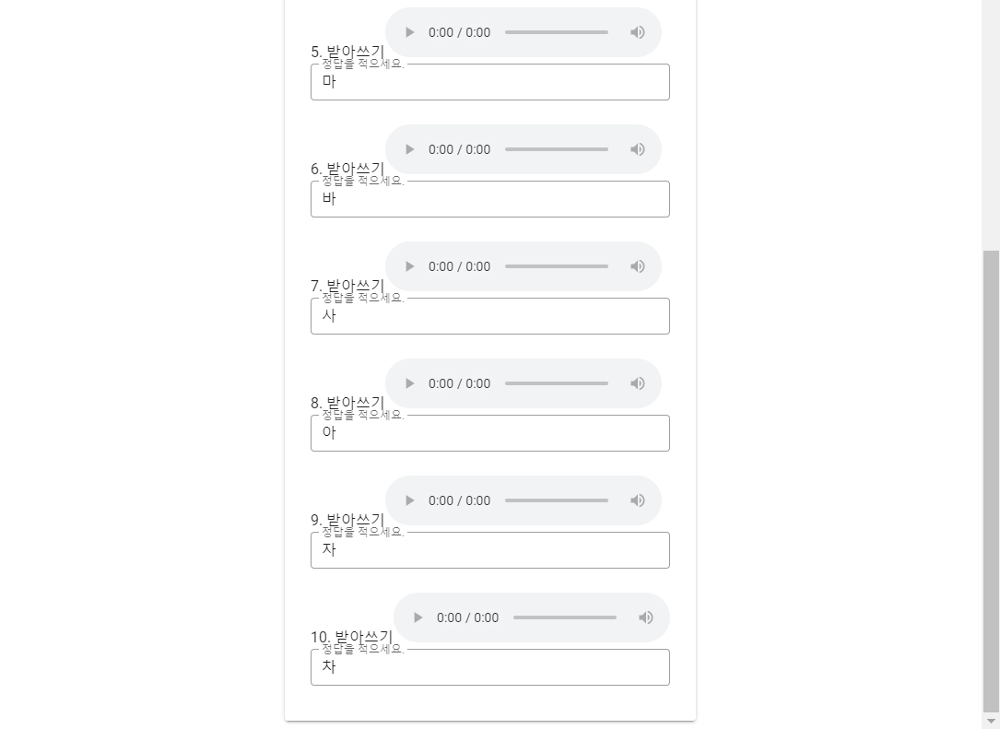 0:00 / 0:00
5. 받아쓰기
정답을 적으세요.
마
0:00 / 0:00
6. 받아쓰기
정답을 적으세요.
바
0:00 / 0:00
7. 받아쓰기
정답을 적으세요.
사
0:00 / 0:00
8. 받아쓰기
정답을 적으세요.
아
0:00 / 0:00
9. 받아쓰기
정답을 적으세요.
자
0:00 / 0:00
10. 받아쓰기
정답을 적으세요.
차